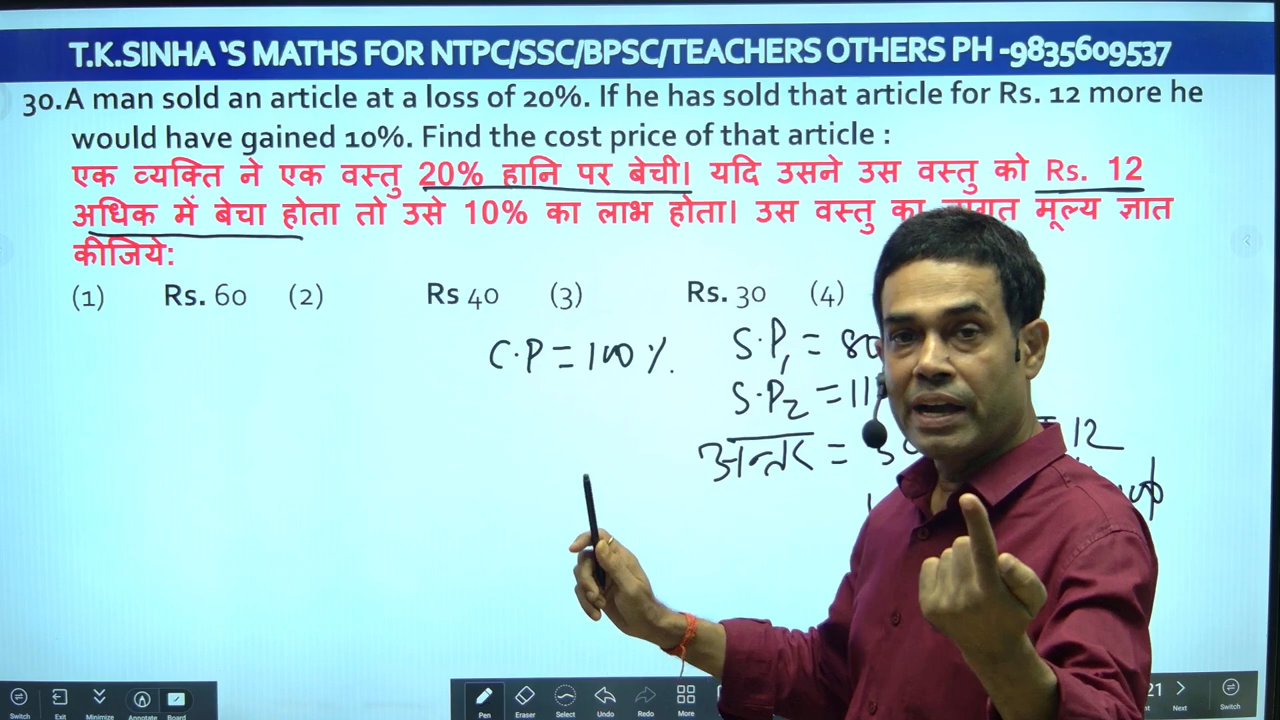 T.K.SINHA 'S MATHS FOR NTPC/SSC/BPSC/TEACHERS OTHERS PH -9835609537
30. A man sold an article at a loss of 20%. If he has sold that article for Rs. 12 more he
would have gained 10%. Find the cost price of that article :
एक व्यक्ति ने एक वस्तु 20% हानि पर बेची। यदि उसने उस वस्तु को Rs. 12
अधिक में बेचा होता तो उसे 10% का लाभ होता। उस वस्तु का मूल्य ज्ञात
कीजिये:
(1) Rs. 60 (2) Rs 40 (3) Rs. 30 (4)
C.P = 100 %. S.P1 = 80
S.P2 = 11
अन्तर = 30 12
Switch Exit Minimize Annotate Board Pen Eraser Select Undo Redo More 21 Next Switch